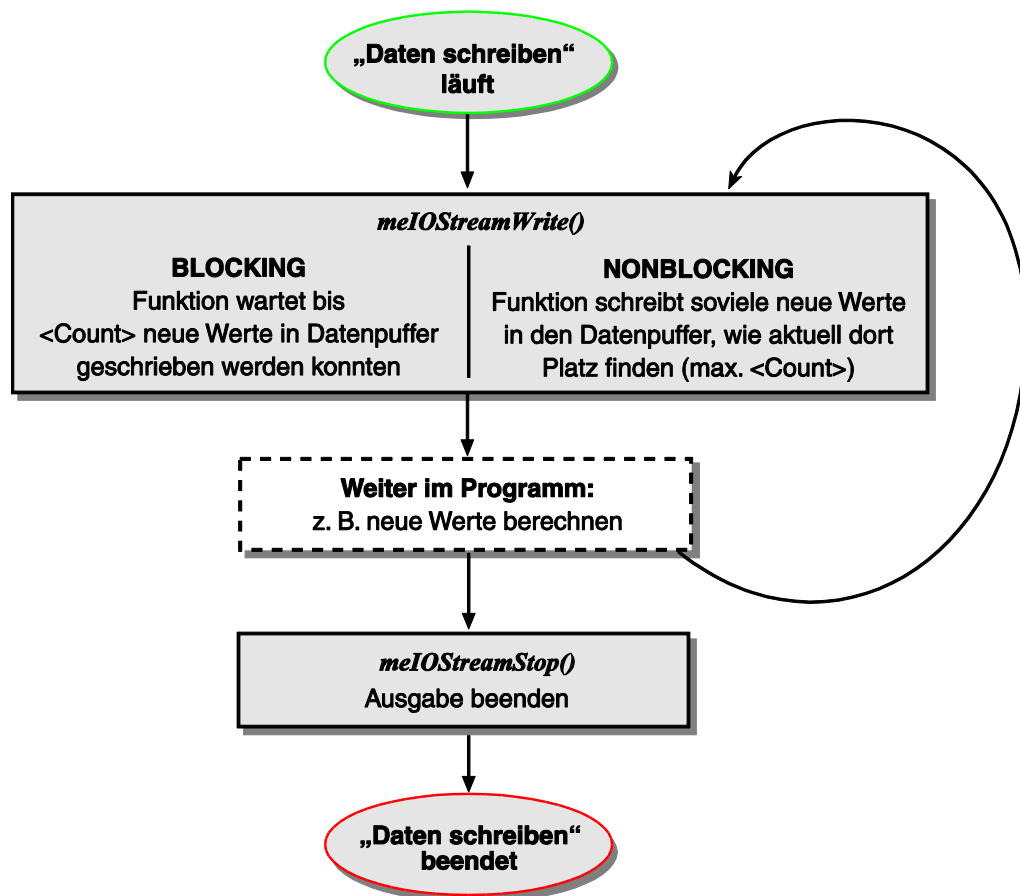 „Daten schreiben“
läuft
meIOStreamWrite()
BLOCKING
Funktion wartet bis
<Count> neue Werte in Datenpuffer
geschrieben werden konnten
NONBLOCKING
Funktion schreibt soviele neue Werte
in den Datenpuffer, wie aktuell dort
Platz finden (max. <Count>)
Weiter im Programm:
z. B. neue Werte berechnen
meIOStreamStop()
Ausgabe beenden
„Daten schreiben“
beendet